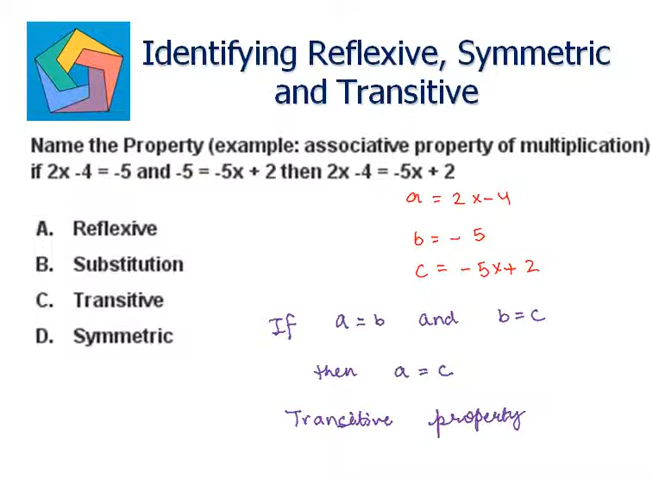 Identifying Reflexive, Symmetric
and Transitive
Name the Property (example: associative property of multiplication)
if 2x -4 = -5 and -5 = -5x + 2 then 2x -4 = -5x + 2
a = 2x-4
A. Reflexive
b = - 5
B. Substitution
c = - 5x+ 2
C. Transitive
If a = b and b = c
D. Symmetric
then a = c
Transitive property